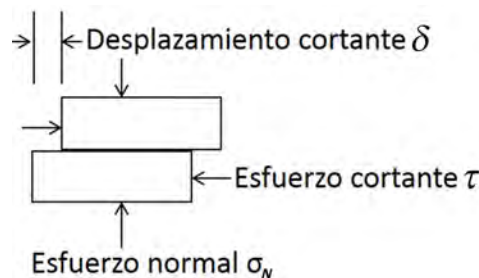 Desplazamiento cortante δ
Esfuerzo cortante τ
Esfuerzo normal σN